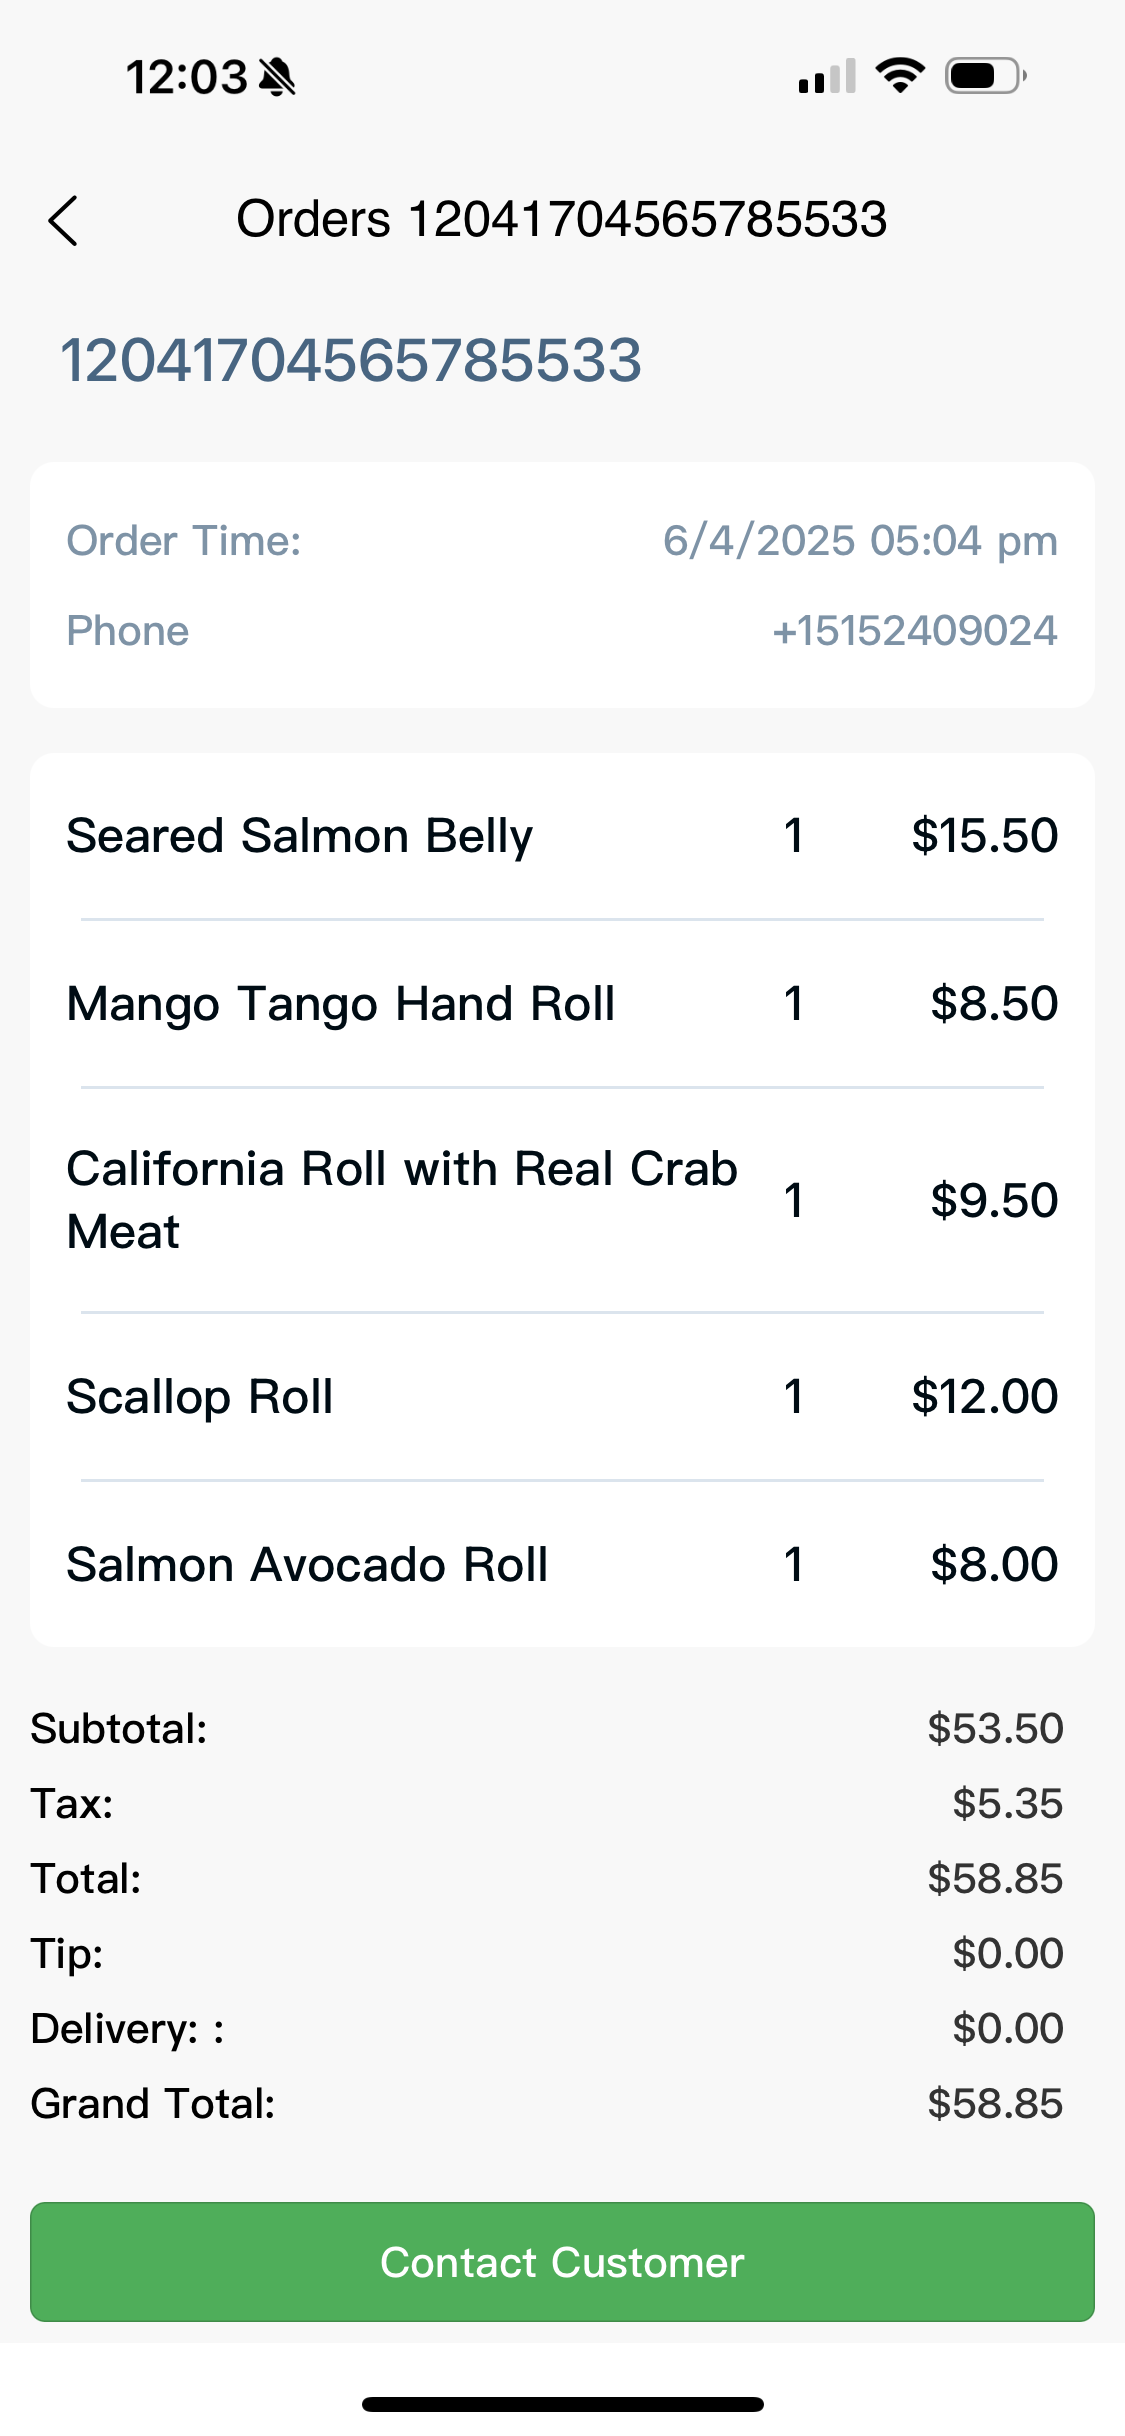 12:03
Orders 12041704565785533
12041704565785533
Order Time: 6/4/2025 05:04 pm
Phone +15152409024
Seared Salmon Belly 1 $15.50
Mango Tango Hand Roll 1 $8.50
California Roll with Real Crab
Meat 1 $9.50
Scallop Roll 1 $12.00
Salmon Avocado Roll 1 $8.00
Subtotal: $53.50
Tax: $5.35
Total: $58.85
Tip: $0.00
Delivery: : $0.00
Grand Total: $58.85
Contact Customer